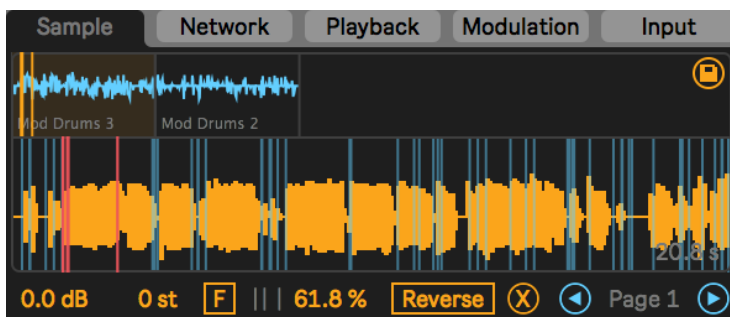 Sample Network Playback Modulation Input
Mod Drums 3 Mod Drums 2
20.8 s
0.0 dB 0 st F ||| 61.8 % Reverse X Page 1